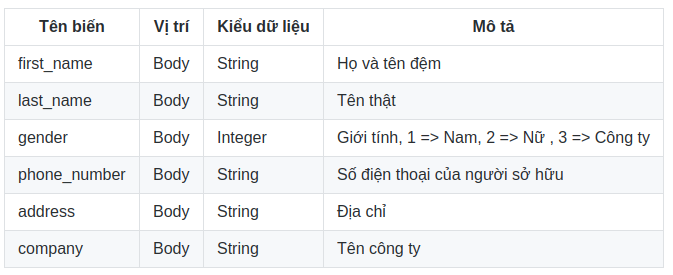 Tên biến Vị trí Kiểu dữ liệu Mô tả
first_name Body String Họ và tên đệm
last_name Body String Tên thật
gender Body Integer Giới tính, 1 => Nam, 2 => Nữ , 3 => Công ty
phone_number Body String Số điện thoại của người sở hữu
address Body String Địa chỉ
company Body String Tên công ty